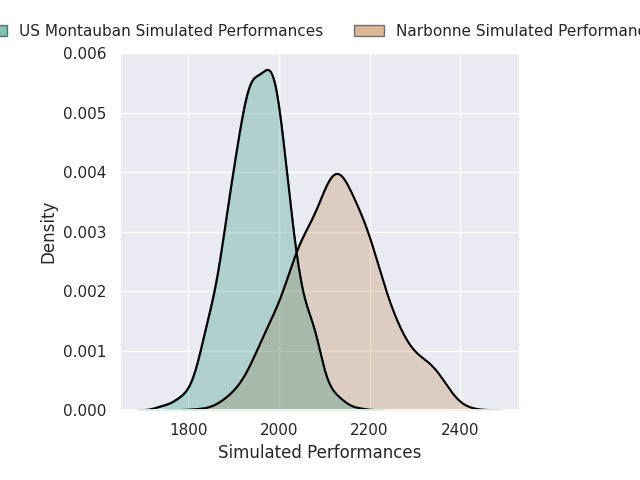 US Montauban Simulated Performances
Narbonne Simulated
0.006
0.005
0.004
0.003
0.002
0.001
0.000
Density
1800
2000
2200
2400
Simulated Performances